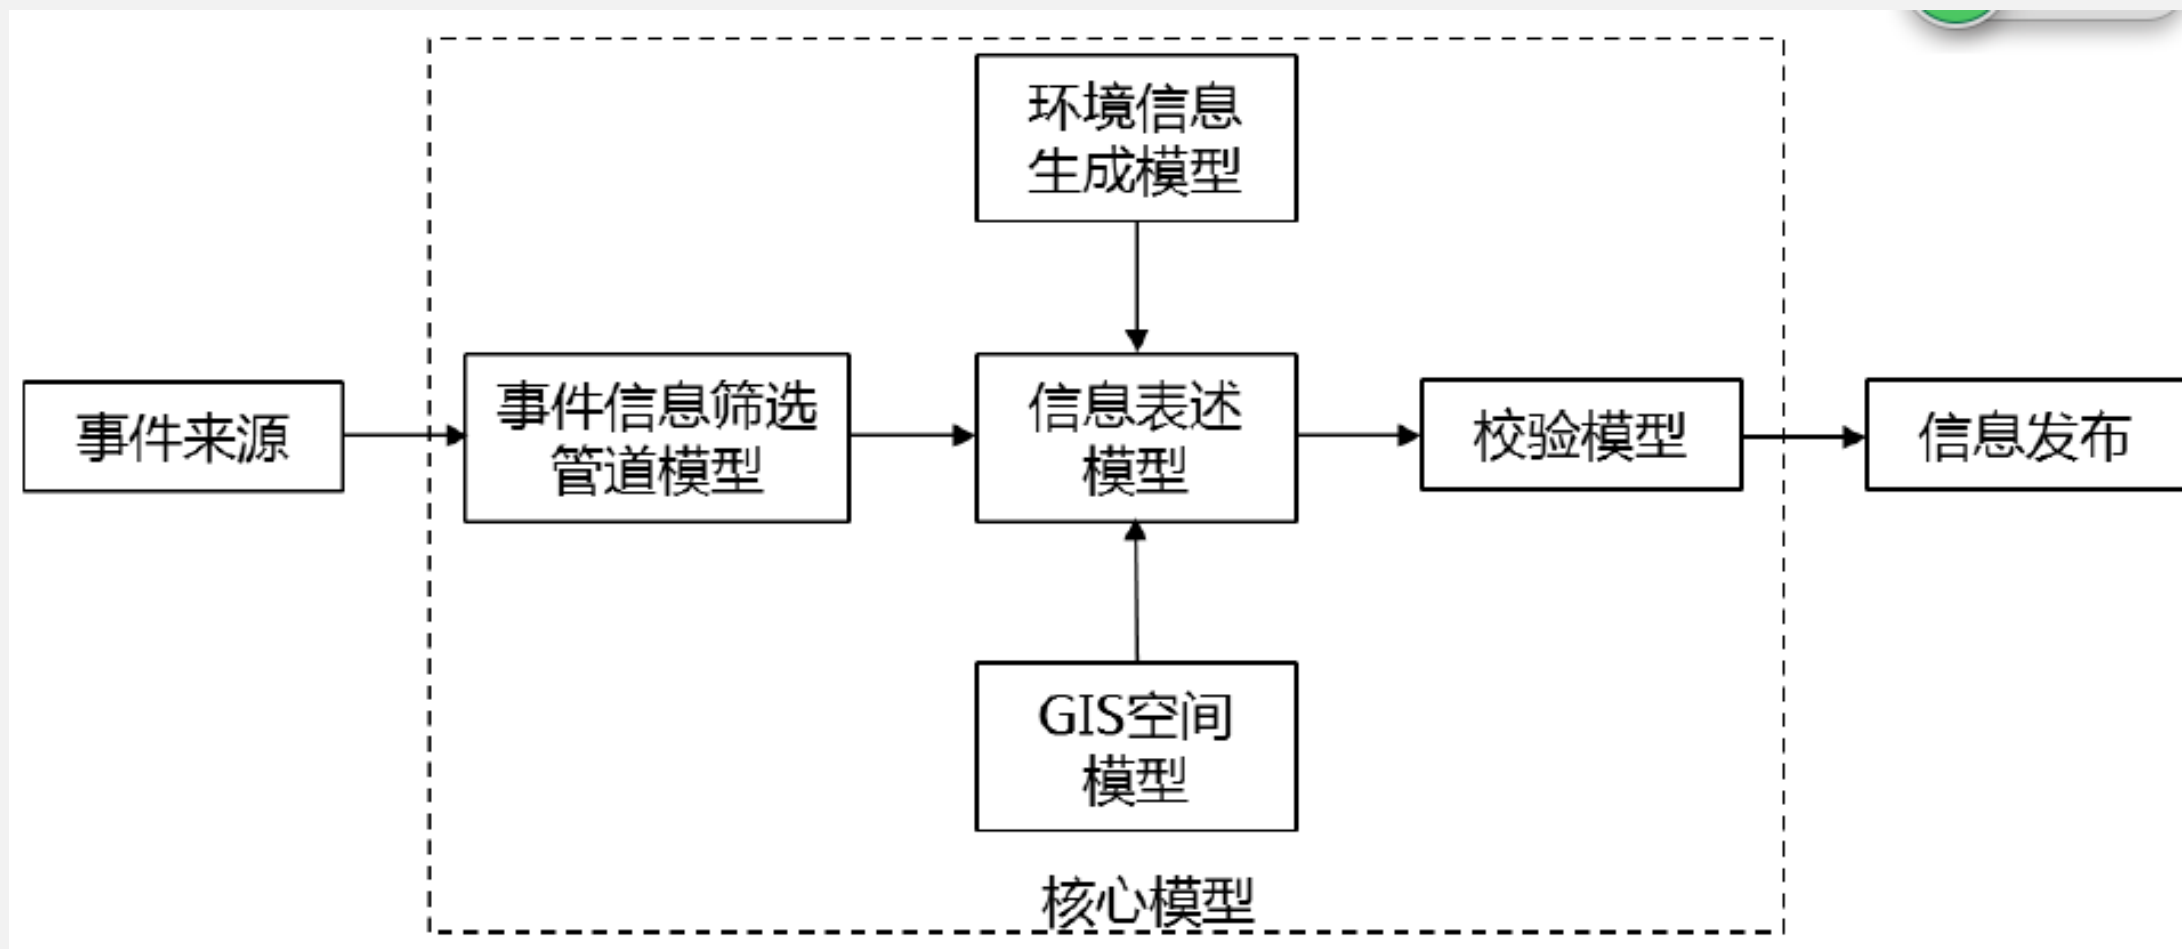 环境信息
生成模型
事件来源
事件信息筛选
管道模型
信息表述
模型
校验模型
信息发布
GIS空间
模型
核心模型